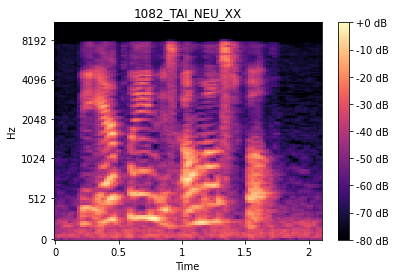 1082_TAI_NEU_XX
+0 dB
8192
-10 dB
4096
-20 dB
-30 dB
2048
Hz
-40 dB
1024
-50 dB
512
-60 dB
-70 dB
0
-80 dB
0 0.5 1 1.5 2
Time